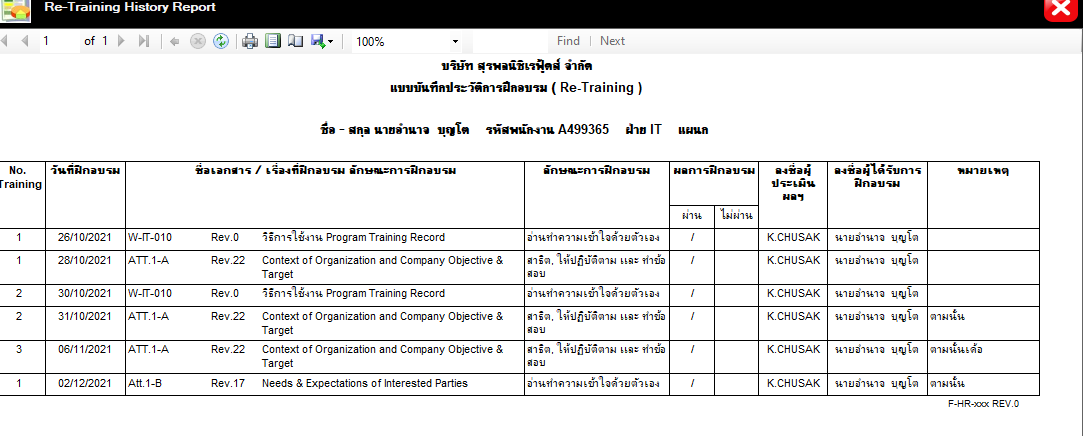 Re-Training History Report
1 of 1 100% Find Next
บริษัท สุรพลนิชิเรฟู้ดส์ จำกัด
แบบบันทึกประวัติการฝึกอบรม ( Re-Training )
ชื่อ - สกุล นายอำนาจ บุญโต รหัสพนักงาน A499365 ฝ่าย IT แผนก
No. Training วันที่ฝึกอบรม ชื่อเอกสาร / เรื่องที่ฝึกอบรม ลักษณะการฝึกอบรม ลักษณะการฝึกอบรม ผลการฝึกอบรม ลงชื่อผู้ประเมินผลฯ ลงชื่อผู้ได้รับการฝึกอบรม หมายเหตุ
ผ่าน ไม่ผ่าน
1 26/10/2021 W-IT-010 Rev.0 วิธีการใช้งาน Program Training Record อ่านทำความเข้าใจด้วยตัวเอง / K.CHUSAK นายอำนาจ บุญโต
1 28/10/2021 ATT.1-A Rev.22 Context of Organization and Company Objective & Target สาธิต, ให้ปฏิบัติตาม และ ทำข้อสอบ / K.CHUSAK นายอำนาจ บุญโต
2 30/10/2021 W-IT-010 Rev.0 วิธีการใช้งาน Program Training Record อ่านทำความเข้าใจด้วยตัวเอง / K.CHUSAK นายอำนาจ บุญโต
2 31/10/2021 ATT.1-A Rev.22 Context of Organization and Company Objective & Target สาธิต, ให้ปฏิบัติตาม และ ทำข้อสอบ / K.CHUSAK นายอำนาจ บุญโต ตามนั้น
3 06/11/2021 ATT.1-A Rev.22 Context of Organization and Company Objective & Target สาธิต, ให้ปฏิบัติตาม และ ทำข้อสอบ / K.CHUSAK นายอำนาจ บุญโต ตามนั้นเด้อ
1 02/12/2021 Att.1-B Rev.17 Needs & Expectations of Interested Parties อ่านทำความเข้าใจด้วยตัวเอง / K.CHUSAK นายอำนาจ บุญโต ตามนั้น
F-HR-xxx REV.0